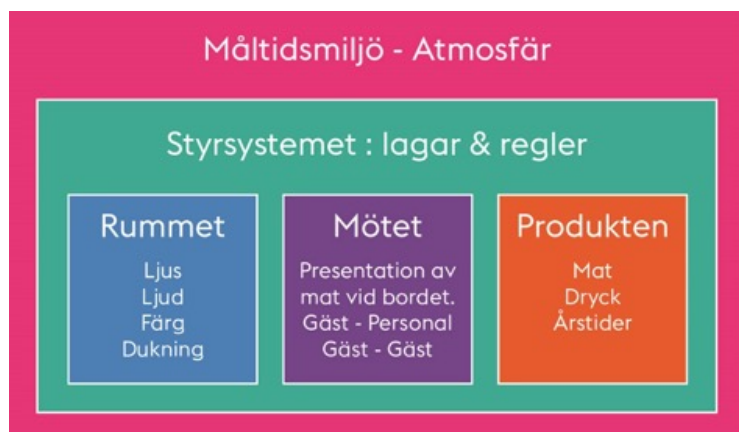 Måltidsmiljö - Atmosfär
Styrsystemet : lagar & regler
Rummet
Ljus
Ljud
Färg
Dukning
Mötet
Presentation av
mat vid bordet.
Gäst - Personal
Gäst - Gäst
Produkten
Mat
Dryck
Årstider